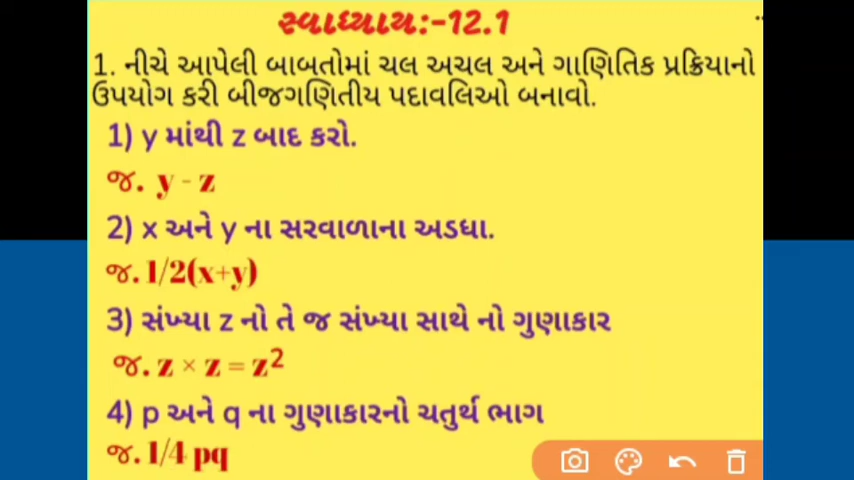 સ્વાધ્યાય:-12.1
1. નીચે આપેલી બાબતોમાં ચલ અચલ અને ગાણિતિક પ્રક્રિયાનો
ઉપયોગ કરી બીજગણિતીય પદાવલિઓ બનાવો.
1) y માંથી z બાદ કરો.
જ. y - z
2) x અને y ના સરવાળાના અડધા.
જ. 1/2(x+y)
3) સંખ્યા z નો તે જ સંખ્યા સાથે નો ગુણાકાર
જ. z × z = z²
4) p અને q ના ગુણાકારનો ચતુર્થ ભાગ
જ. 1/4 pq